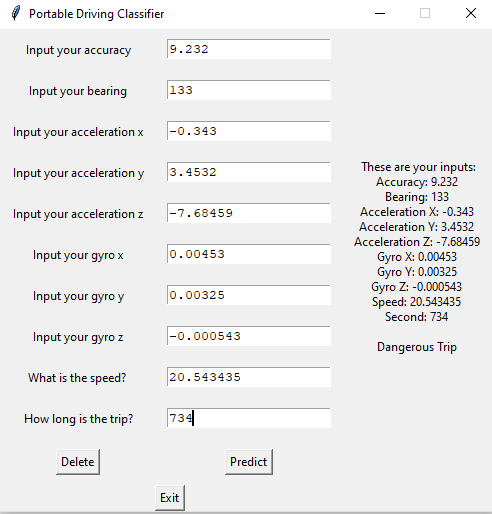 Portable Driving Classifier
Input your accuracy 9.232
Input your bearing 133
Input your acceleration x -0.343
Input your acceleration y 3.4532
Input your acceleration z -7.68459
Input your gyro x 0.00453
Input your gyro y 0.00325
Input your gyro z -0.000543
What is the speed? 20.543435
How long is the trip? 734
Delete Predict
Exit
These are your inputs:
Accuracy: 9.232
Bearing: 133
Acceleration X: -0.343
Acceleration Y: 3.4532
Acceleration Z: -7.68459
Gyro X: 0.00453
Gyro Y: 0.00325
Gyro Z: -0.000543
Speed: 20.543435
Second: 734
Dangerous Trip